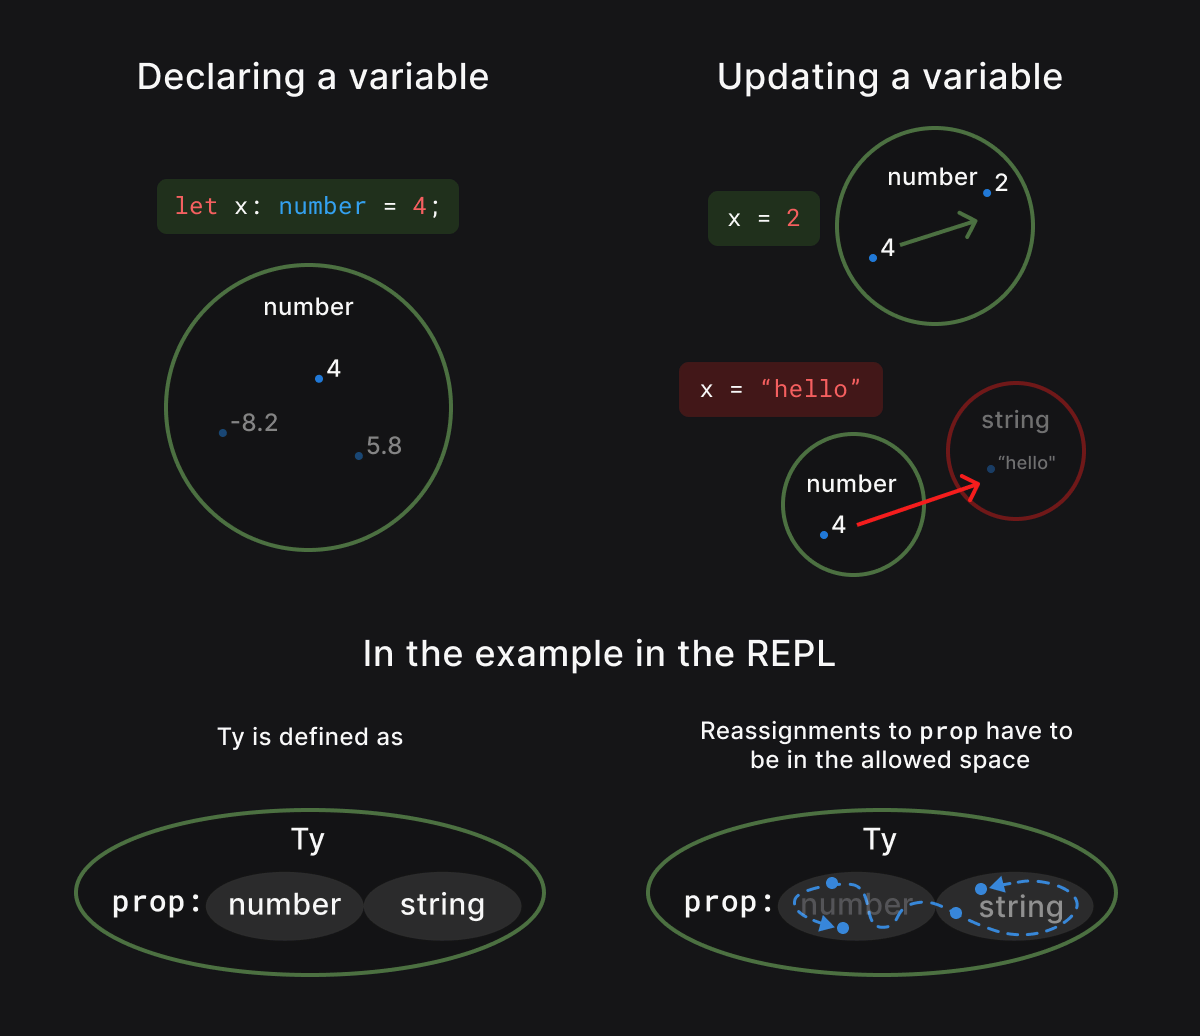 Declaring a variable
let x: number = 4;
number
4
-8.2
5.8
Updating a variable
x = 2
number
2
4
x = “hello”
string
“hello"
number
4
In the example in the REPL
Ty is defined as
Ty
prop: number string
Reassignments to prop have to
be in the allowed space
Ty
prop: number string